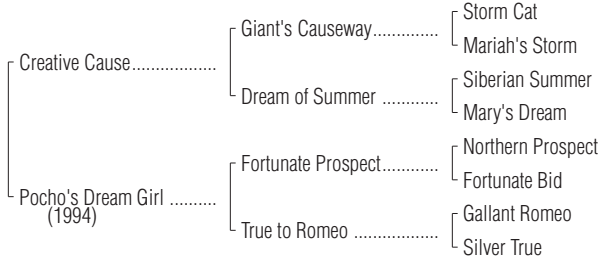 Storm Cat
Giant's Causeway..............
Mariah's Storm
Creative Cause..................
Siberian Summer
Dream of Summer ............
Mary's Dream
Northern Prospect
Fortunate Prospect............
Fortunate Bid
Pocho's Dream Girl ..........
(1994)
Gallant Romeo
True to Romeo ..................
Silver True